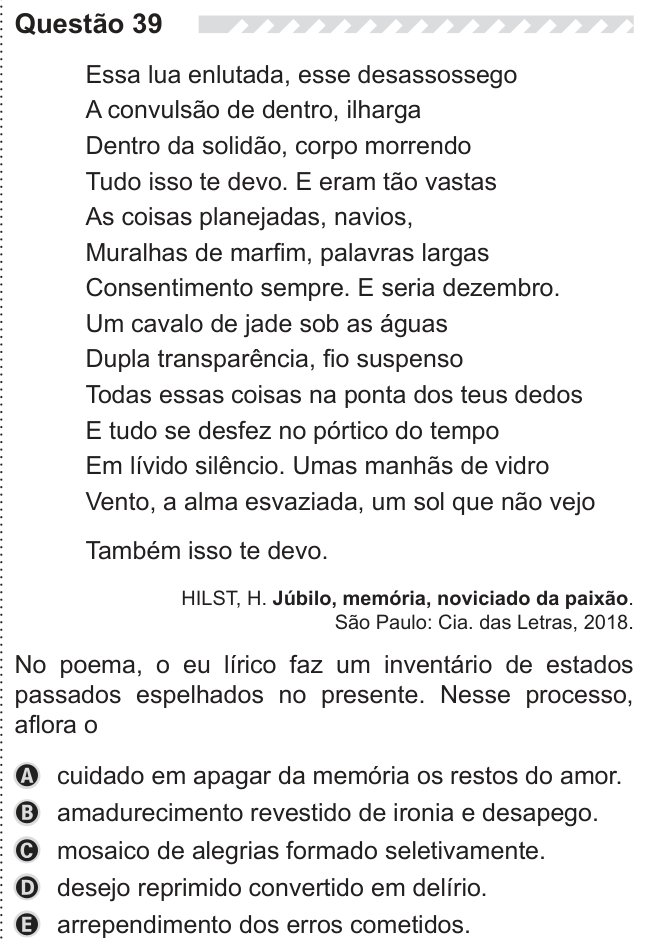 Questão 39
Essa lua enlutada, esse desassossego
A convulsão de dentro, ilharga
Dentro da solidão, corpo morrendo
Tudo isso te devo. E eram tão vastas
As coisas planejadas, navios,
Muralhas de marfim, palavras largas
Consentimento sempre. E seria dezembro.
Um cavalo de jade sob as águas
Dupla transparência, fio suspenso
Todas essas coisas na ponta dos teus dedos
E tudo se desfez no pórtico do tempo
Em lívido silêncio. Umas manhãs de vidro
Vento, a alma esvaziada, um sol que não vejo
Também isso te devo.
HILST, H. Júbilo, memória, noviciado da paixão.
São Paulo: Cia. das Letras, 2018.
No poema, o eu lírico faz um inventário de estados
passados espelhados no presente. Nesse processo,
aflora o
A cuidado em apagar da memória os restos do amor.
B amadurecimento revestido de ironia e desapego.
C mosaico de alegrias formado seletivamente.
D desejo reprimido convertido em delírio.
E arrependimento dos erros cometidos.